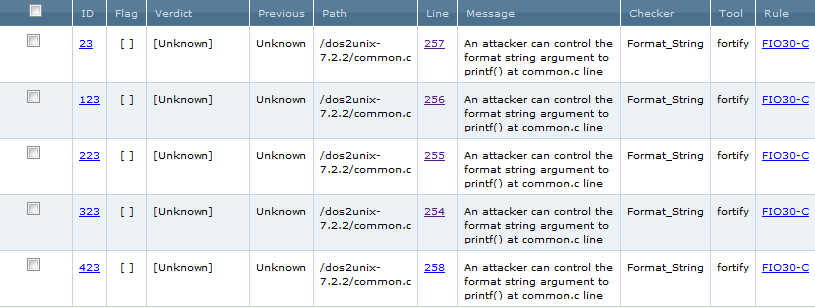 ID Flag Verdict Previous Path Line Message Checker Tool Rule
23 [ ] [Unknown] Unknown /dos2unix- 257 An attacker can control the Format_String fortify FIO30-C
7.2.2/common.c format string argument to
printf() at common.c line
123 [ ] [Unknown] Unknown /dos2unix- 256 An attacker can control the Format_String fortify FIO30-C
7.2.2/common.c format string argument to
printf() at common.c line
223 [ ] [Unknown] Unknown /dos2unix- 255 An attacker can control the Format_String fortify FIO30-C
7.2.2/common.c format string argument to
printf() at common.c line
323 [ ] [Unknown] Unknown /dos2unix- 254 An attacker can control the Format_String fortify FIO30-C
7.2.2/common.c format string argument to
printf() at common.c line
423 [ ] [Unknown] Unknown /dos2unix- 258 An attacker can control the Format_String fortify FIO30-C
7.2.2/common.c format string argument to
printf() at common.c line